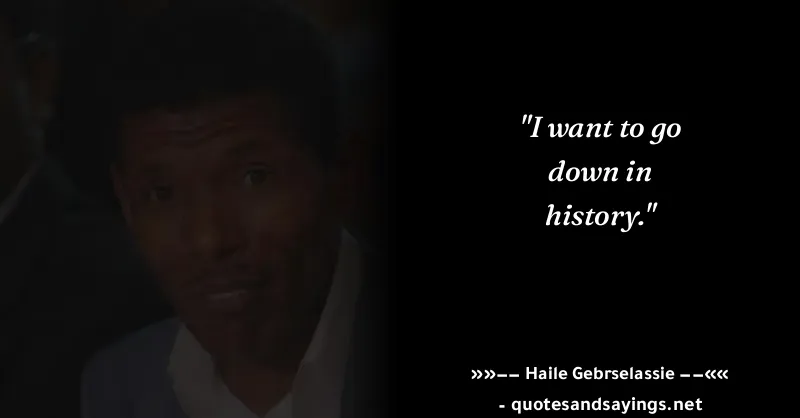 "I want to go
down in
history."
»»−− Haile Gebrselassie −−««
- quotesandsayings.net